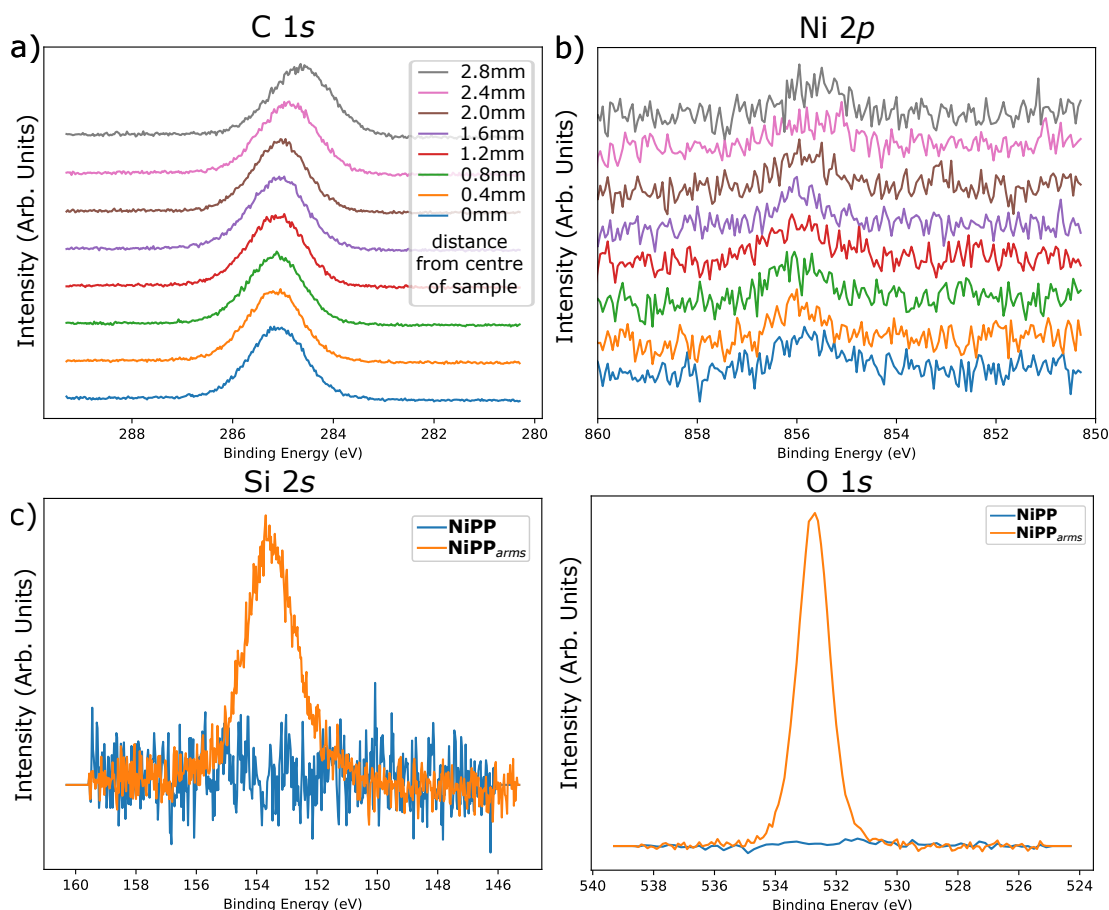 a)
C 1s
Intensity (Arb. Units)
2.8mm
2.4mm
2.0mm
1.6mm
1.2mm
0.8mm
0.4mm
0mm
distance
from centre
of sample
288 286 284 282 280
Binding Energy (eV)
b)
Ni 2p
Intensity (Arb. Units)
860 858 856 854 852 850
Binding Energy (eV)
c)
Si 2s
Intensity (Arb. Units)
NiPP
NiPParms
160 158 156 154 152 150 148 146
Binding Energy (eV)
O 1s
Intensity (Arb. Units)
NiPP
NiPParms
540 538 536 534 532 530 528 526 524
Binding Energy (eV)